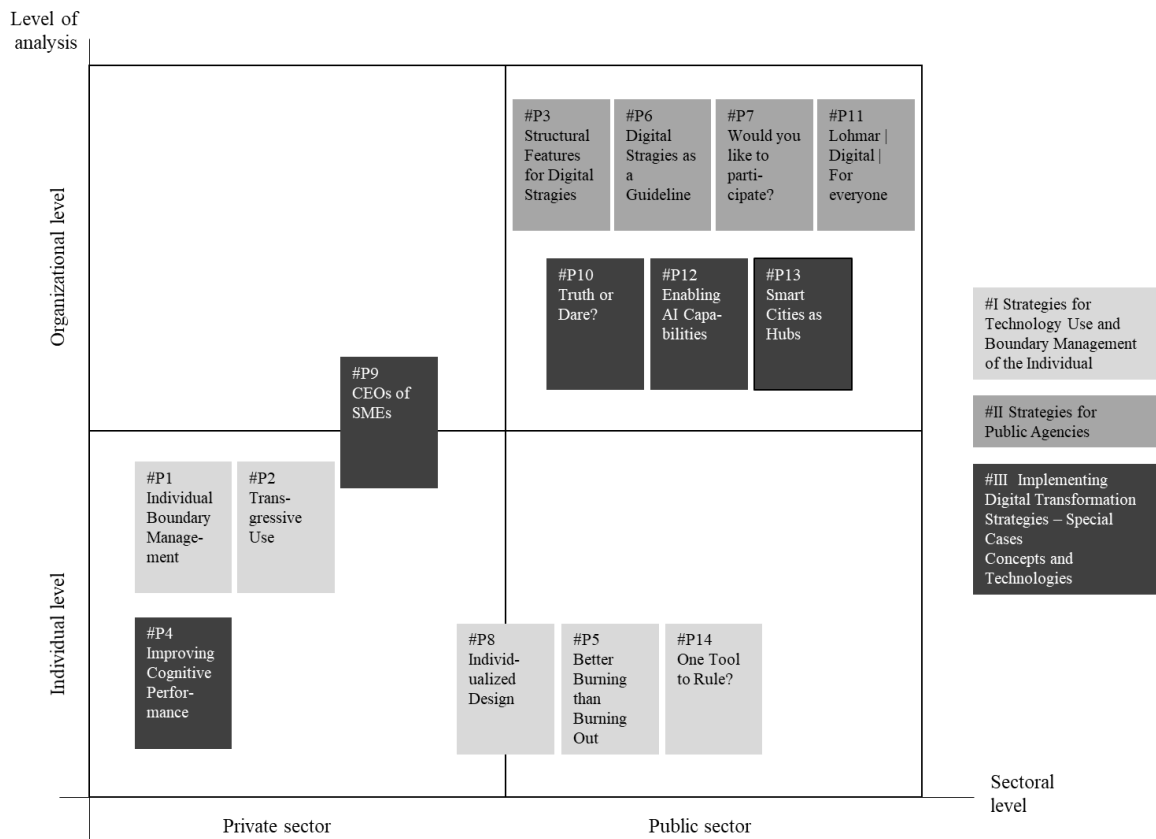 Level of
analysis
Organizational level
Individual level
#P3
Structural
Features
for Digital
Stragies
#P6
Digital
Stragies as
a
Guideline
#P7
Would you
like to
parti-
cipate?
#P11
Lohmar |
Digital |
For
everyone
#P10
Truth or
Dare?
#P12
Enabling
AI Capa-
bilities
#P13
Smart
Cities as
Hubs
#P9
CEOs of
SMEs
#P1
Individual
Boundary
Manage-
ment
#P2
Trans-
gressive
Use
#P4
Improving
Cognitive
Perfor-
mance
#P8
Individ-
ualized
Design
#P5
Better
Burning
than
Burning
Out
#P14
One Tool
to Rule?
#I Strategies for
Technology Use and
Boundary Management
of the Individual
#II Strategies for
Public Agencies
#III Implementing
Digital Transformation
Strategies – Special
Cases
Concepts and
Technologies
Sectoral
level
Private sector
Public sector